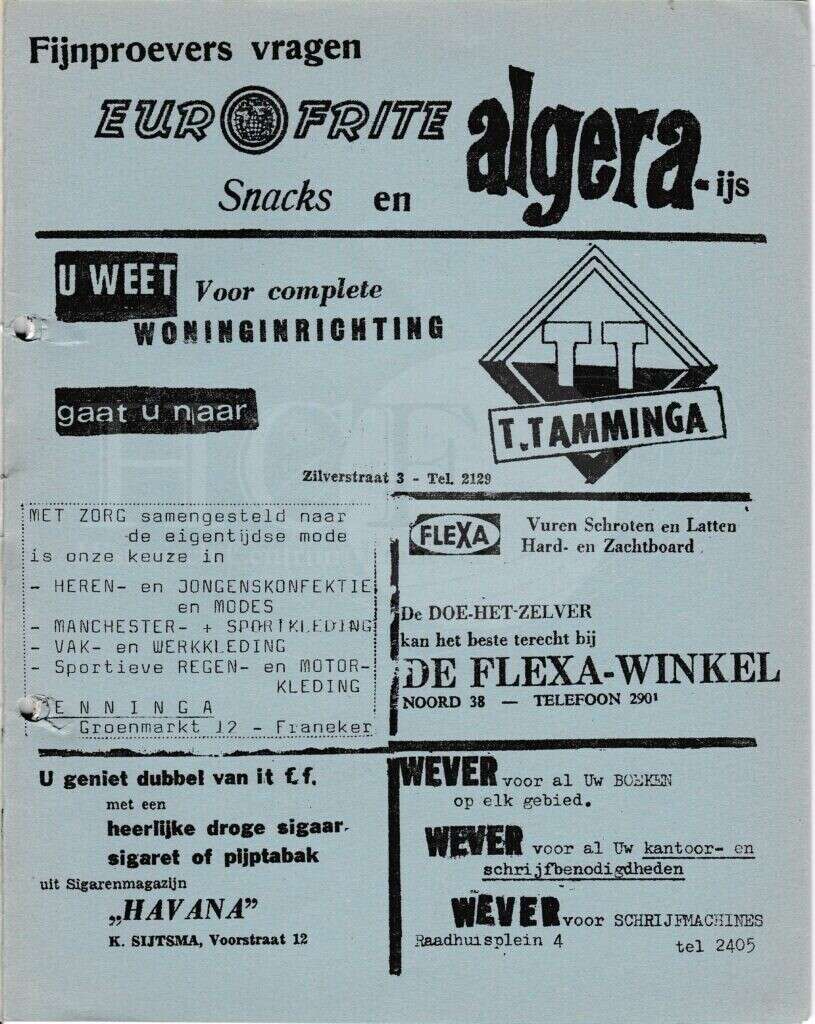 Fijnproevers vragen
EUROFRITE algera-ijs
Snacks en
U WEET Voor complete
WONINGINRICHTING
gaat u naar
TT
T.TAMMINGA
Zilverstraat 3 - Tel. 2129
MET ZORG samengesteld naar
de eigentijdse mode
is onze keuze in
- HEREN- en JONGENSKONFEKTIE
en MODES
- MANCHESTER- + SPORTKLEDING
- VAK- en WERKKLEDING
- Sportieve REGEN- en MOTOR-
KLEDING
ENNINGA
Groenmarkt 12 - Franeker
FLEXA Vuren Schroten en Latten
Hard- en Zachtboard
De DOE-HET-ZELVER
kan het beste terecht bij
DE FLEXA-WINKEL
NOORD 38 — TELEFOON 2901
U geniet dubbel van it f.f.
met een
heerlijke droge sigaar,
sigaret of pijptabak
uit Sigarenmagazijn
„HAVANA”
K. SIJTSMA, Voorstraat 12
WEVER voor al Uw BOEKEN
op elk gebied.
WEVER voor al Uw kantoor- en
schrijfbenodigdheden
WEVER voor SCHRIJFMACHINES
Raadhuisplein 4 tel 2405